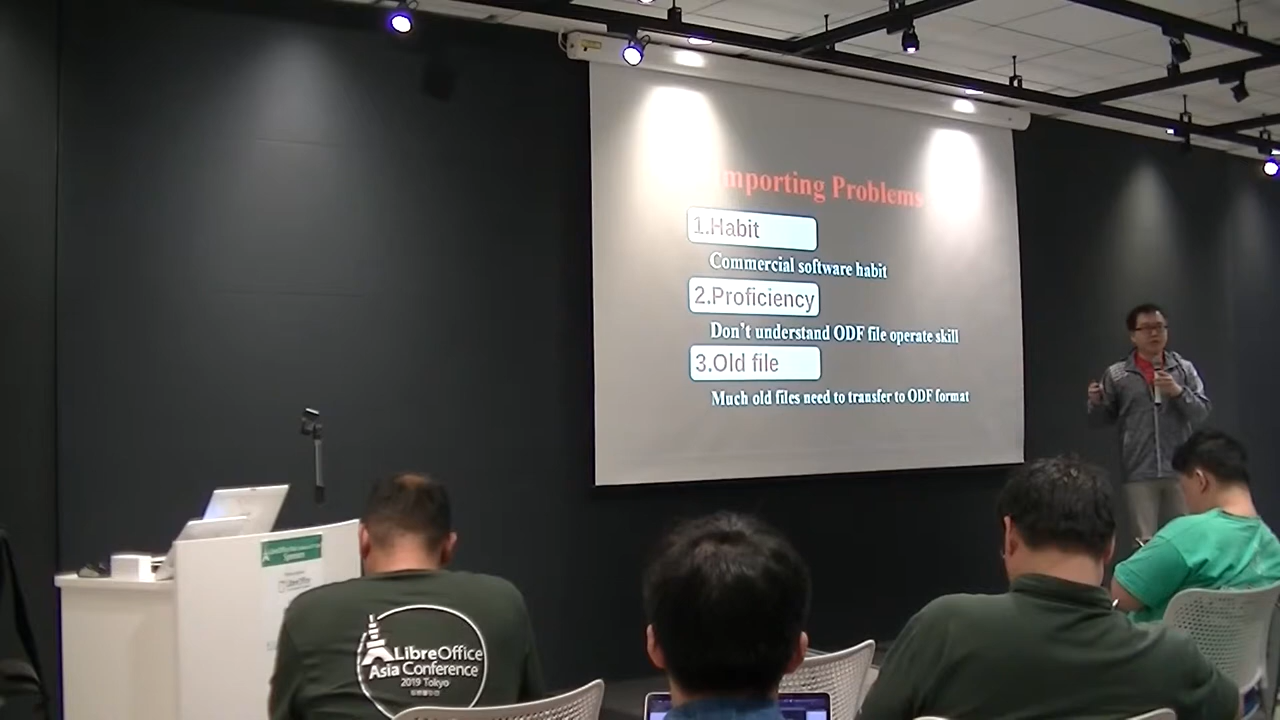 mporting Problems
1.Habit
Commercial software habit
2.Proficiency
Don't understand ODF file operate skill
3.Old file
Much old files need to transfer to ODF format
LibreOffice
Asia Conference
2019 Tokyo